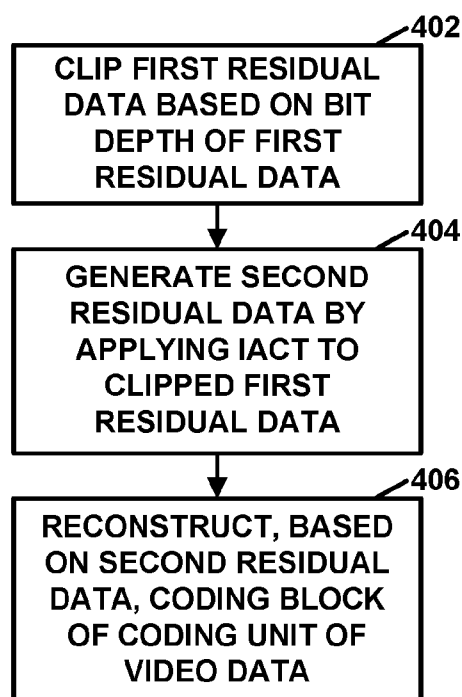 402
CLIP FIRST RESIDUAL
DATA BASED ON BIT
DEPTH OF FIRST
RESIDUAL DATA
404
GENERATE SECOND
RESIDUAL DATA BY
APPLYING IACT TO
CLIPPED FIRST
RESIDUAL DATA
406
RECONSTRUCT, BASED
ON SECOND RESIDUAL
DATA, CODING BLOCK
OF CODING UNIT OF
VIDEO DATA